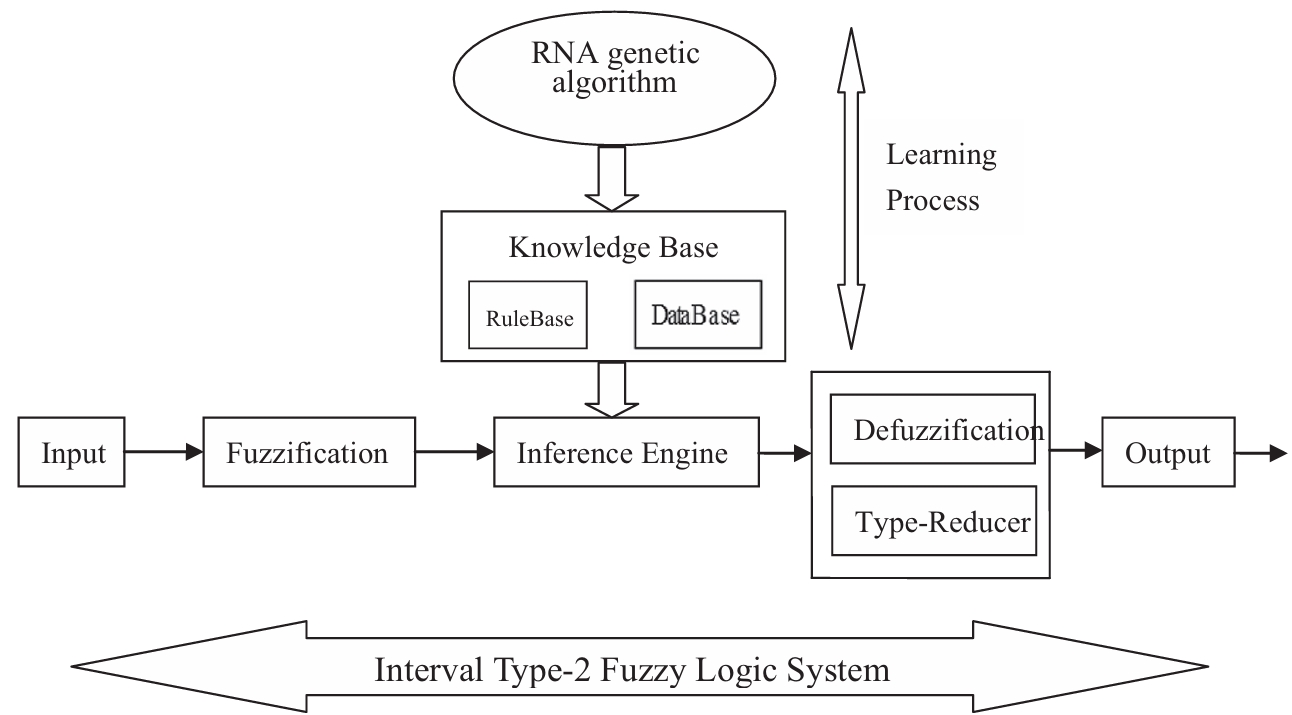 RNA genetic
algorithm
Learning
Process
Knowledge Base
RuleBase
DataBase
Input
Fuzzification
Inference Engine
Defuzzification
Type-Reducer
Output
Interval Type-2 Fuzzy Logic System